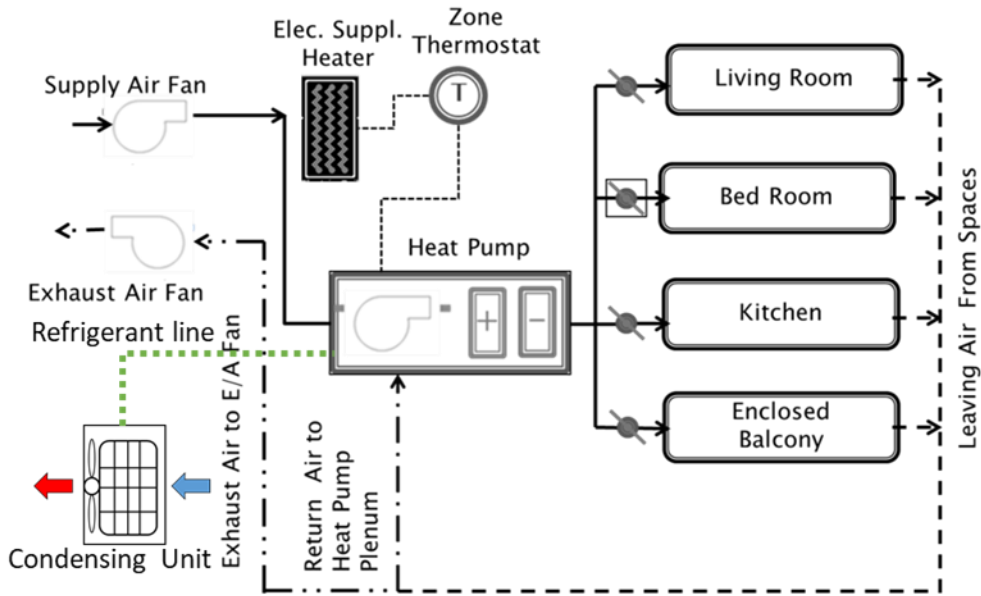 Elec. Suppl.
Heater
Zone
Thermostat
T
Supply Air Fan
Exhaust Air Fan
Refrigerant line
Condensing Unit
Exhaust Air to E/A Fan
Return Air to
Heat Pump
Plenum
Heat Pump
+
−
Living Room
Bed Room
Kitchen
Enclosed
Balcony
Leaving Air From Spaces